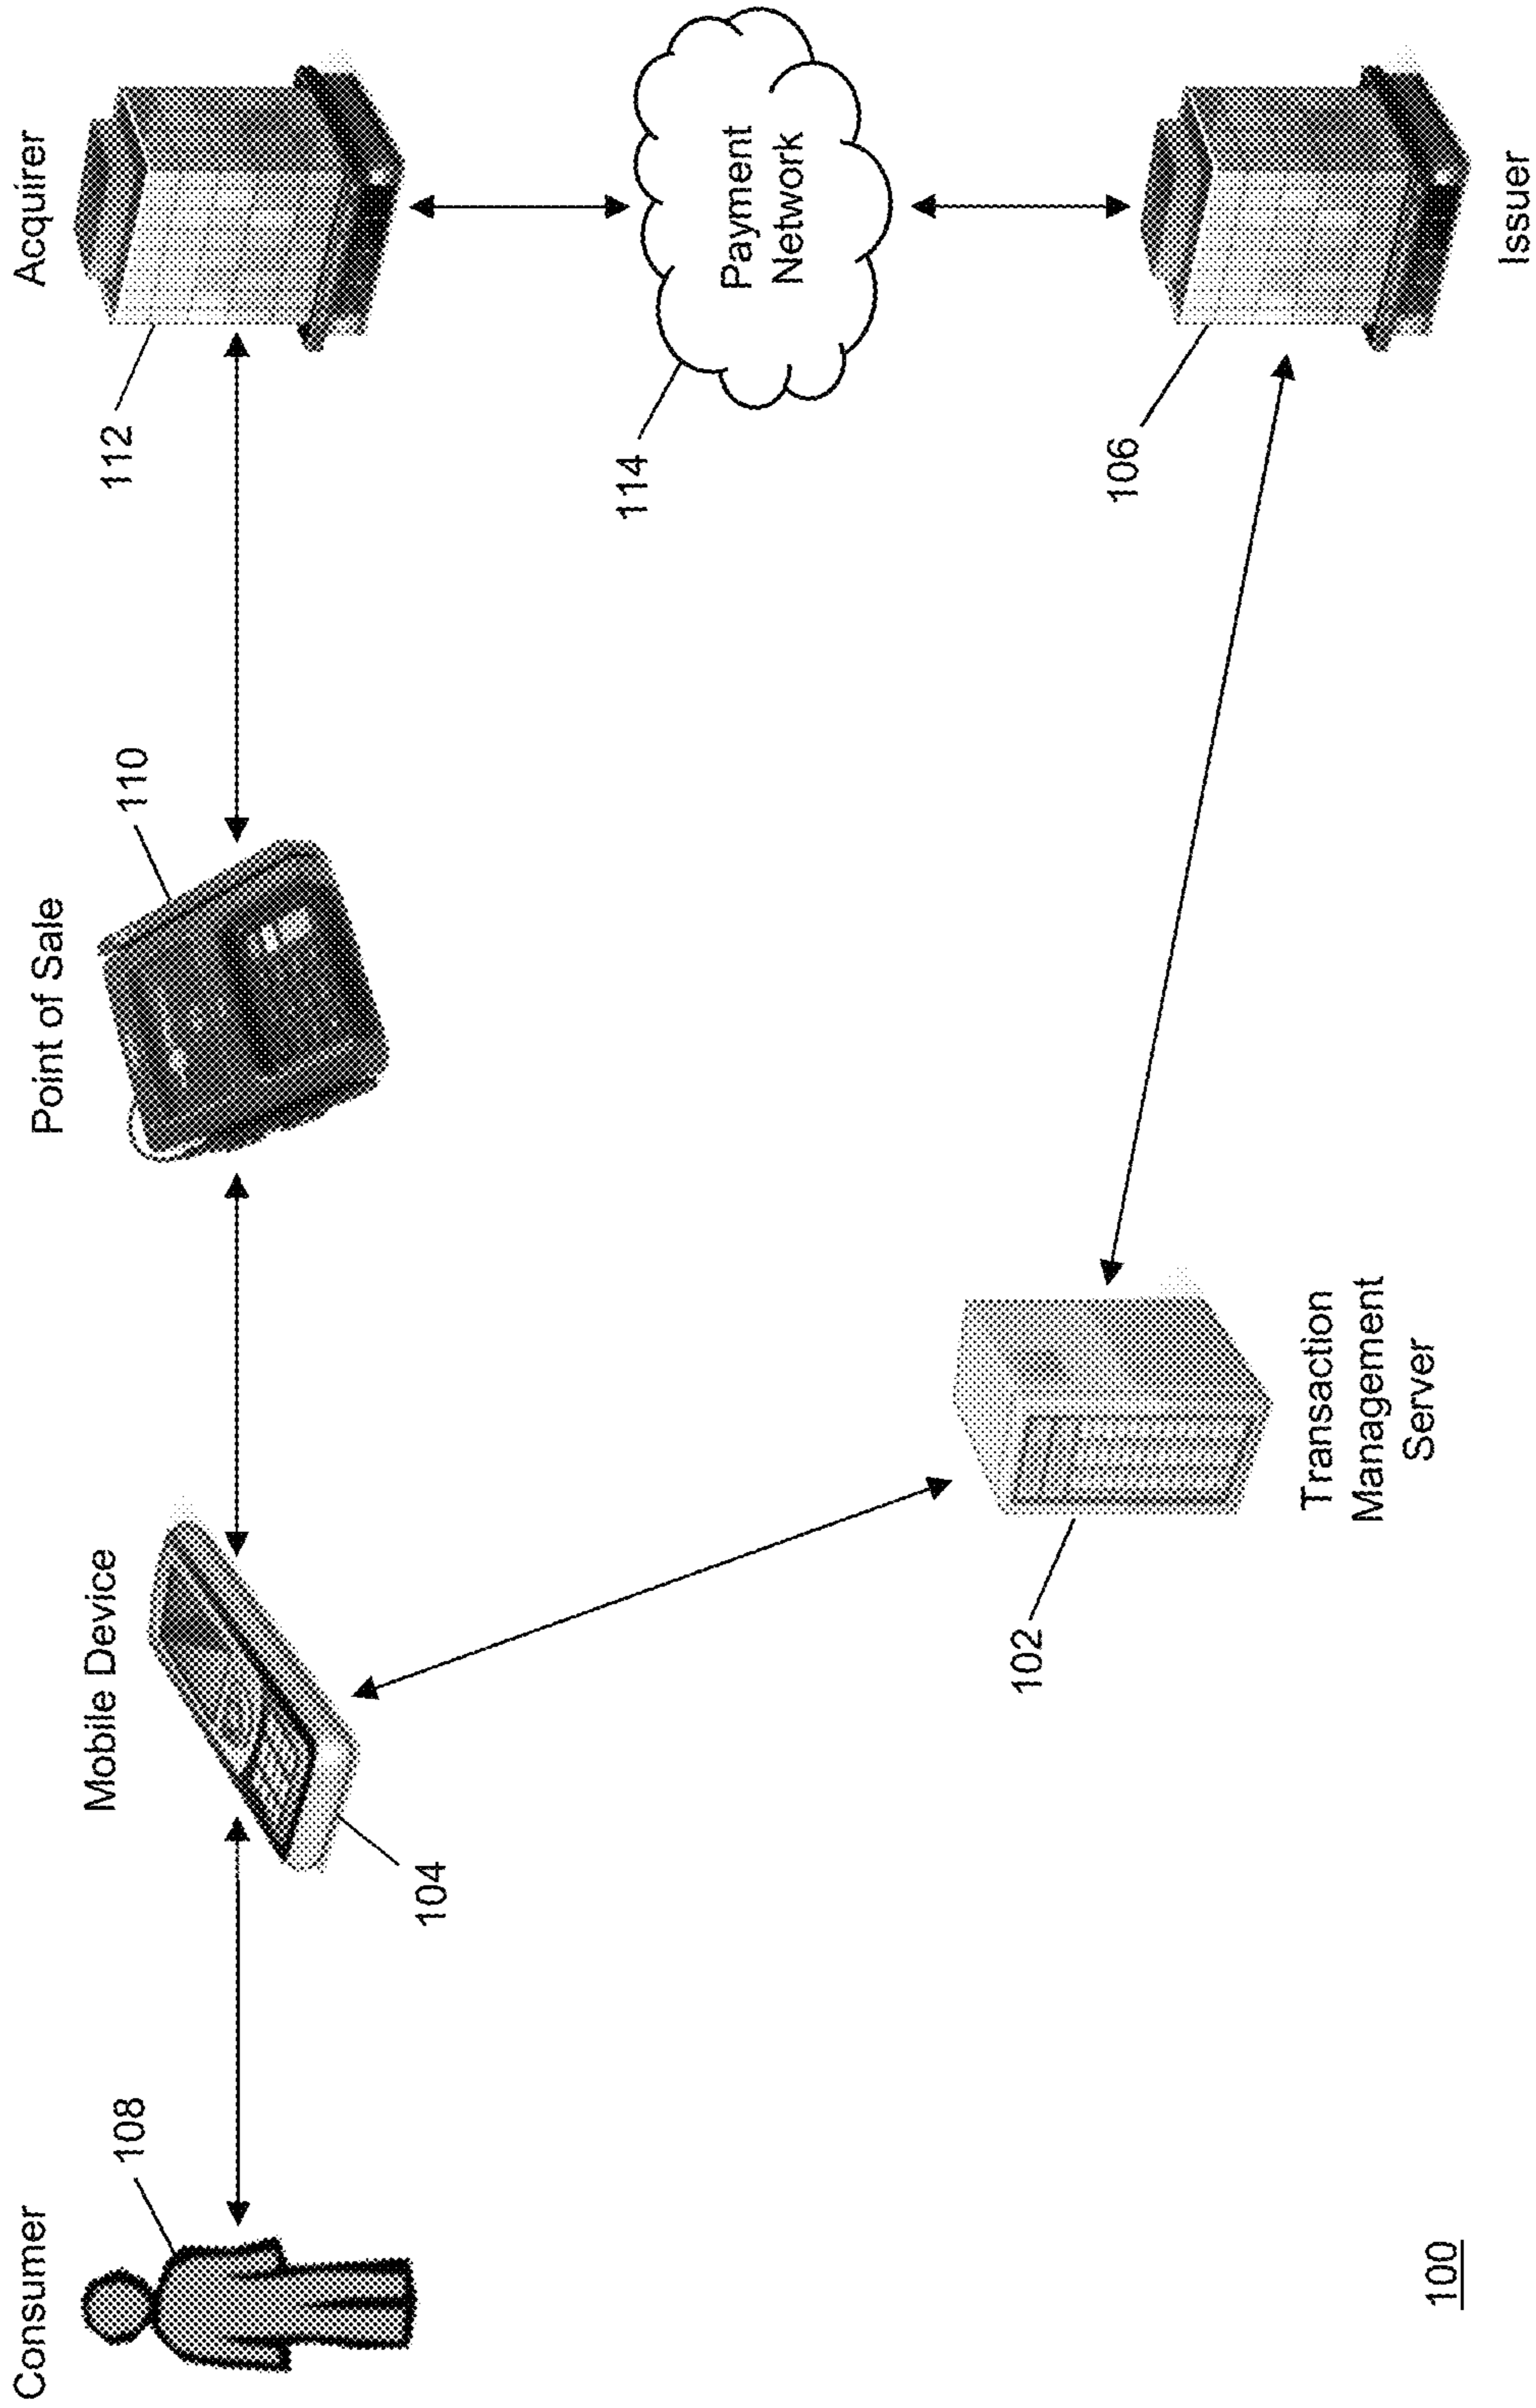 Consumer
108
Mobile Device
104
Point of Sale
110
Acquirer
112
Payment
Network
114
Transaction
Management
Server
102
Issuer
106
100